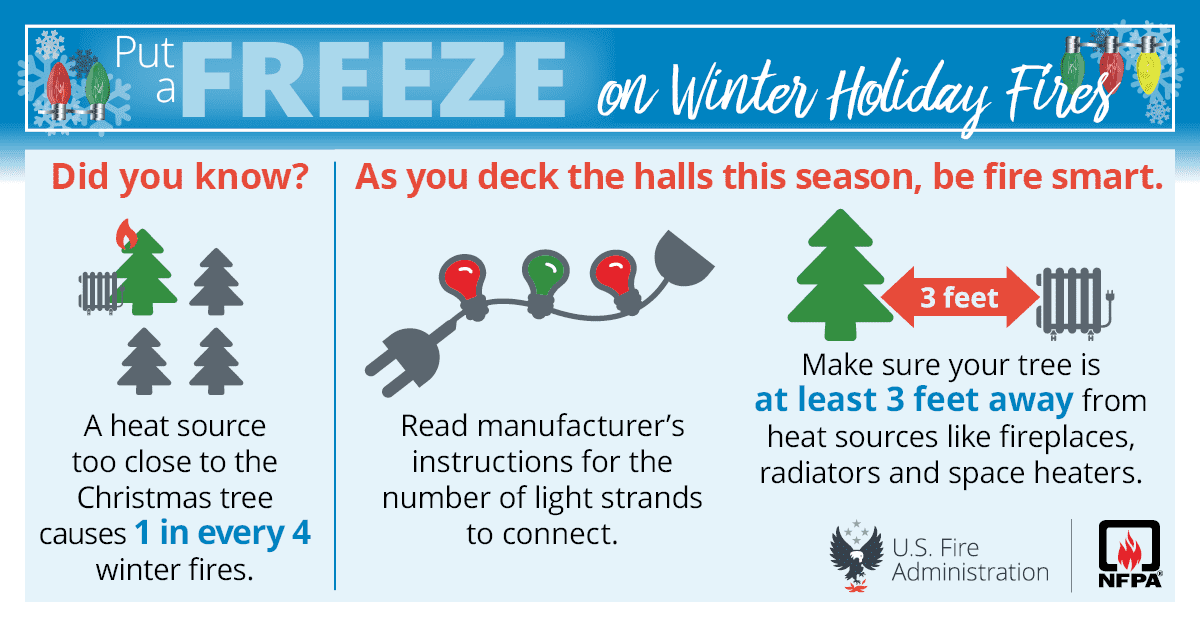 Put
a FREEZE on Winter Holiday Fires
Did you know?
A heat source
too close to the
Christmas tree
causes 1 in every 4
winter fires.
As you deck the halls this season, be fire smart.
Read manufacturer’s
instructions for the
number of light strands
to connect.
3 feet
Make sure your tree is
at least 3 feet away from
heat sources like fireplaces,
radiators and space heaters.
U.S. Fire
Administration
NFPA®